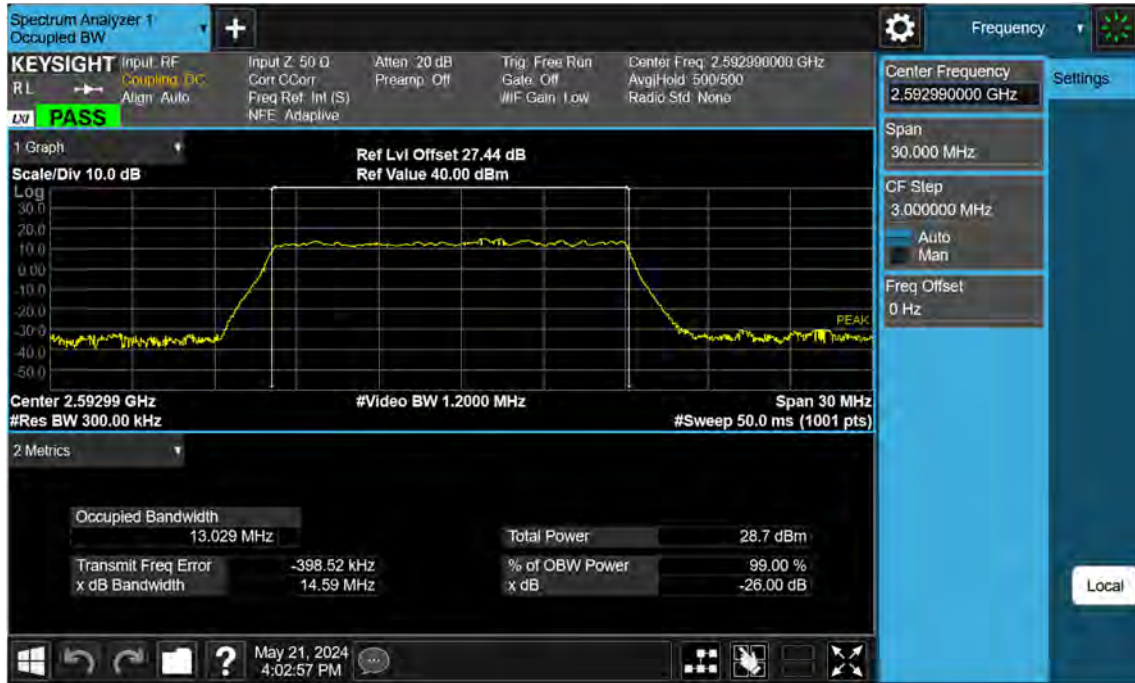 Spectrum Analyzer 1
Occupied BW
Frequency
KEYSIGHT
RL
LXI
PASS
Input: RF
Coupling: DC
Align: Auto
Input Z: 50 Ω
Corr CCorr
Freq Ref: Int (S)
NFE: Adaptive
Atten: 20 dB
Preamp: Off
Trig: Free Run
Gate: Off
#IF Gain: Low
Center Freq: 2.592990000 GHz
Avg|Hold: 500/500
Radio Std: None
1 Graph
Scale/Div 10.0 dB
Ref Lvl Offset 27.44 dB
Ref Value 40.00 dBm
Log
30.0
20.0
10.0
0.00
-10.0
-20.0
-30.0
-40.0
-50.0
PEAK
Center 2.59299 GHz
#Res BW 300.00 kHz
#Video BW 1.2000 MHz
Span 30 MHz
#Sweep 50.0 ms (1001 pts)
2 Metrics
Occupied Bandwidth
13.029 MHz
Total Power 28.7 dBm
Transmit Freq Error -398.52 kHz
% of OBW Power 99.00 %
x dB Bandwidth 14.59 MHz
x dB -26.00 dB
Center Frequency
2.592990000 GHz
Settings
Span
30.000 MHz
CF Step
3.000000 MHz
Auto
Man
Freq Offset
0 Hz
Local
?
May 21, 2024
4:02:57 PM